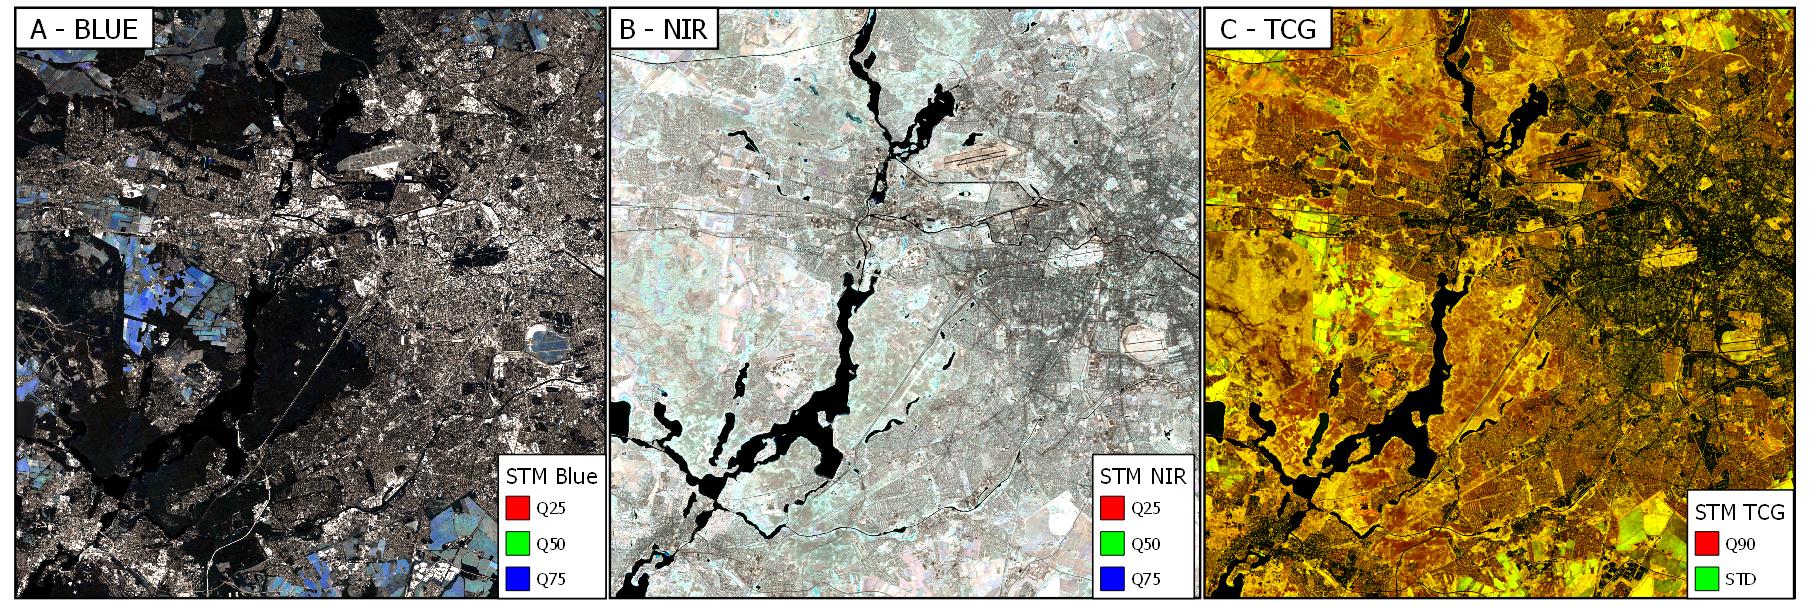 A - BLUE
STM Blue
Q25
Q50
Q75
B - NIR
STM NIR
Q25
Q50
Q75
C - TCG
STM TCG
Q90
STD